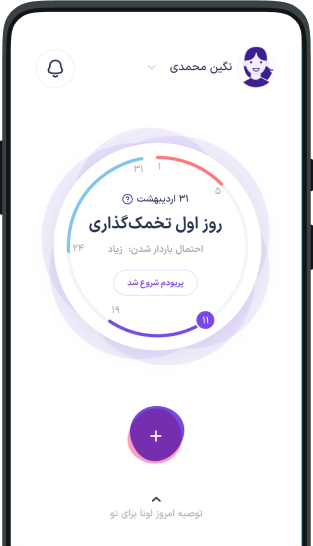 نگین محمدی
۳۱
۱
۵
۳۱ اردیبهشت ?
روز اول تخمک‌گذاری
۲۴
احتمال باردار شدن: زیاد
پریودم شروع شد
۱۹
۱۱
+
توصیه امروز لونا برای تو